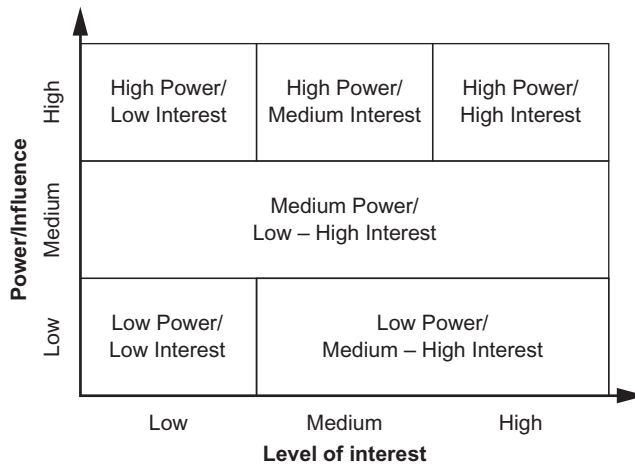 High Power/
Low Interest
High Power/
Medium Interest
High Power/
High Interest
Medium Power/
Low – High Interest
Low Power/
Low Interest
Low Power/
Medium – High Interest
Power/Influence
High
Medium
Low
Low
Medium
High
Level of interest